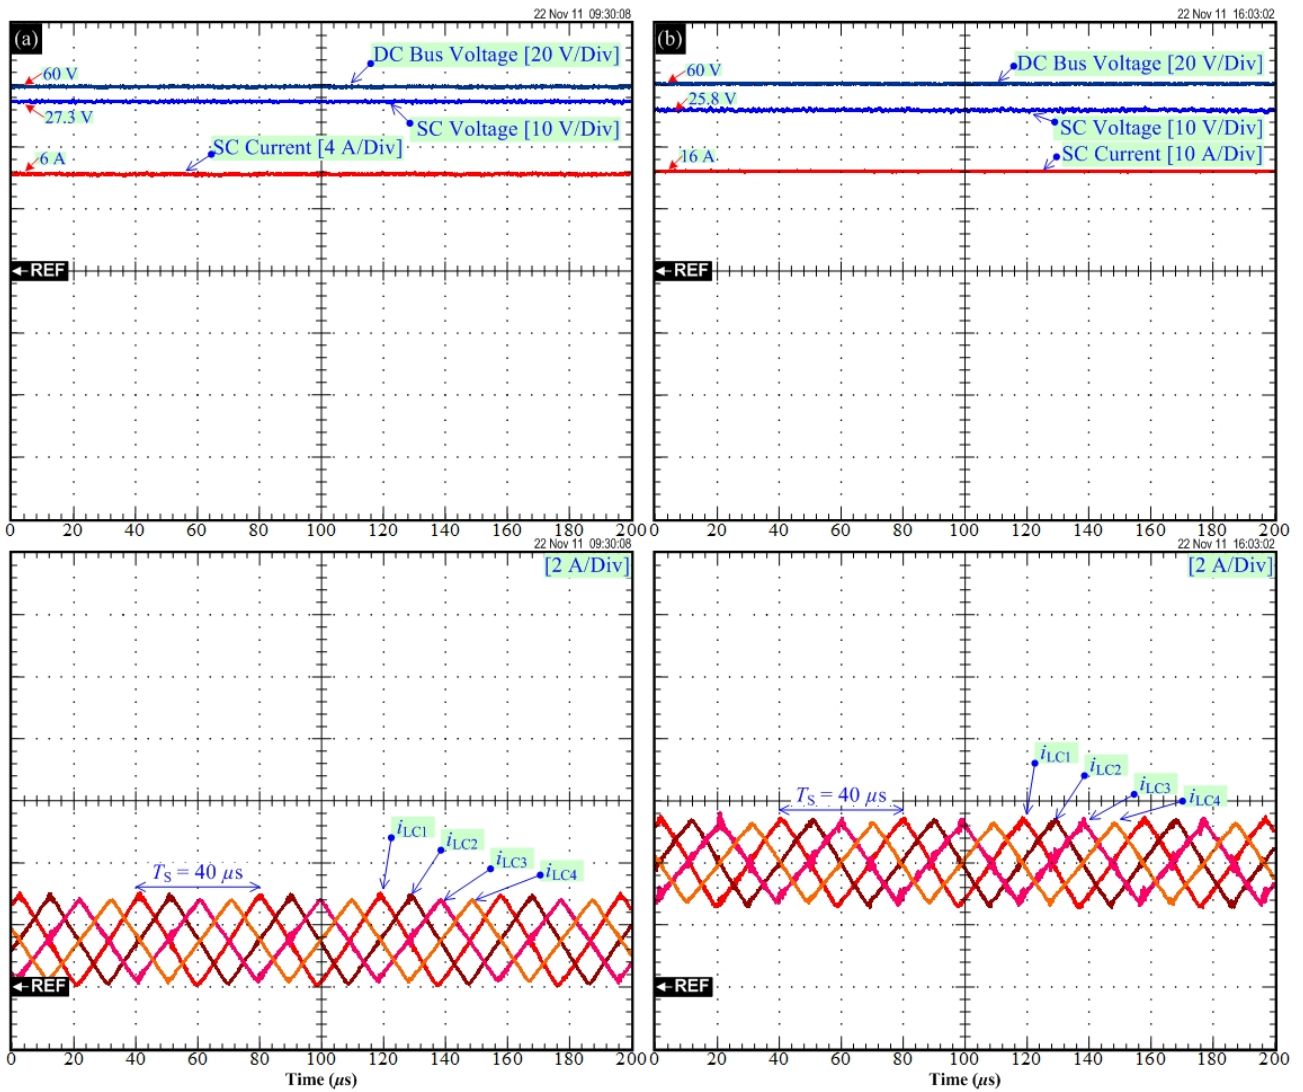 22 Nov 11 09:30:08
(a)
DC Bus Voltage [20 V/Div]
60 V
27.3 V
SC Voltage [10 V/Div]
SC Current [4 A/Div]
6 A
REF
0 20 40 60 80 100 120 140 160 180 200
22 Nov 11 16:03:02
(b)
DC Bus Voltage [20 V/Div]
60 V
25.8 V
SC Voltage [10 V/Div]
16 A
SC Current [10 A/Div]
REF
0 20 40 60 80 100 120 140 160 180 200
22 Nov 11 09:30:08
[2 A/Div]
iLC1
iLC2
iLC3
iLC4
TS = 40 μs
REF
0 20 40 60 80 100 120 140 160 180 200
Time (μs)
22 Nov 11 16:03:02
[2 A/Div]
iLC1
iLC2
iLC3
iLC4
TS = 40 μs
REF
0 20 40 60 80 100 120 140 160 180 200
Time (μs)